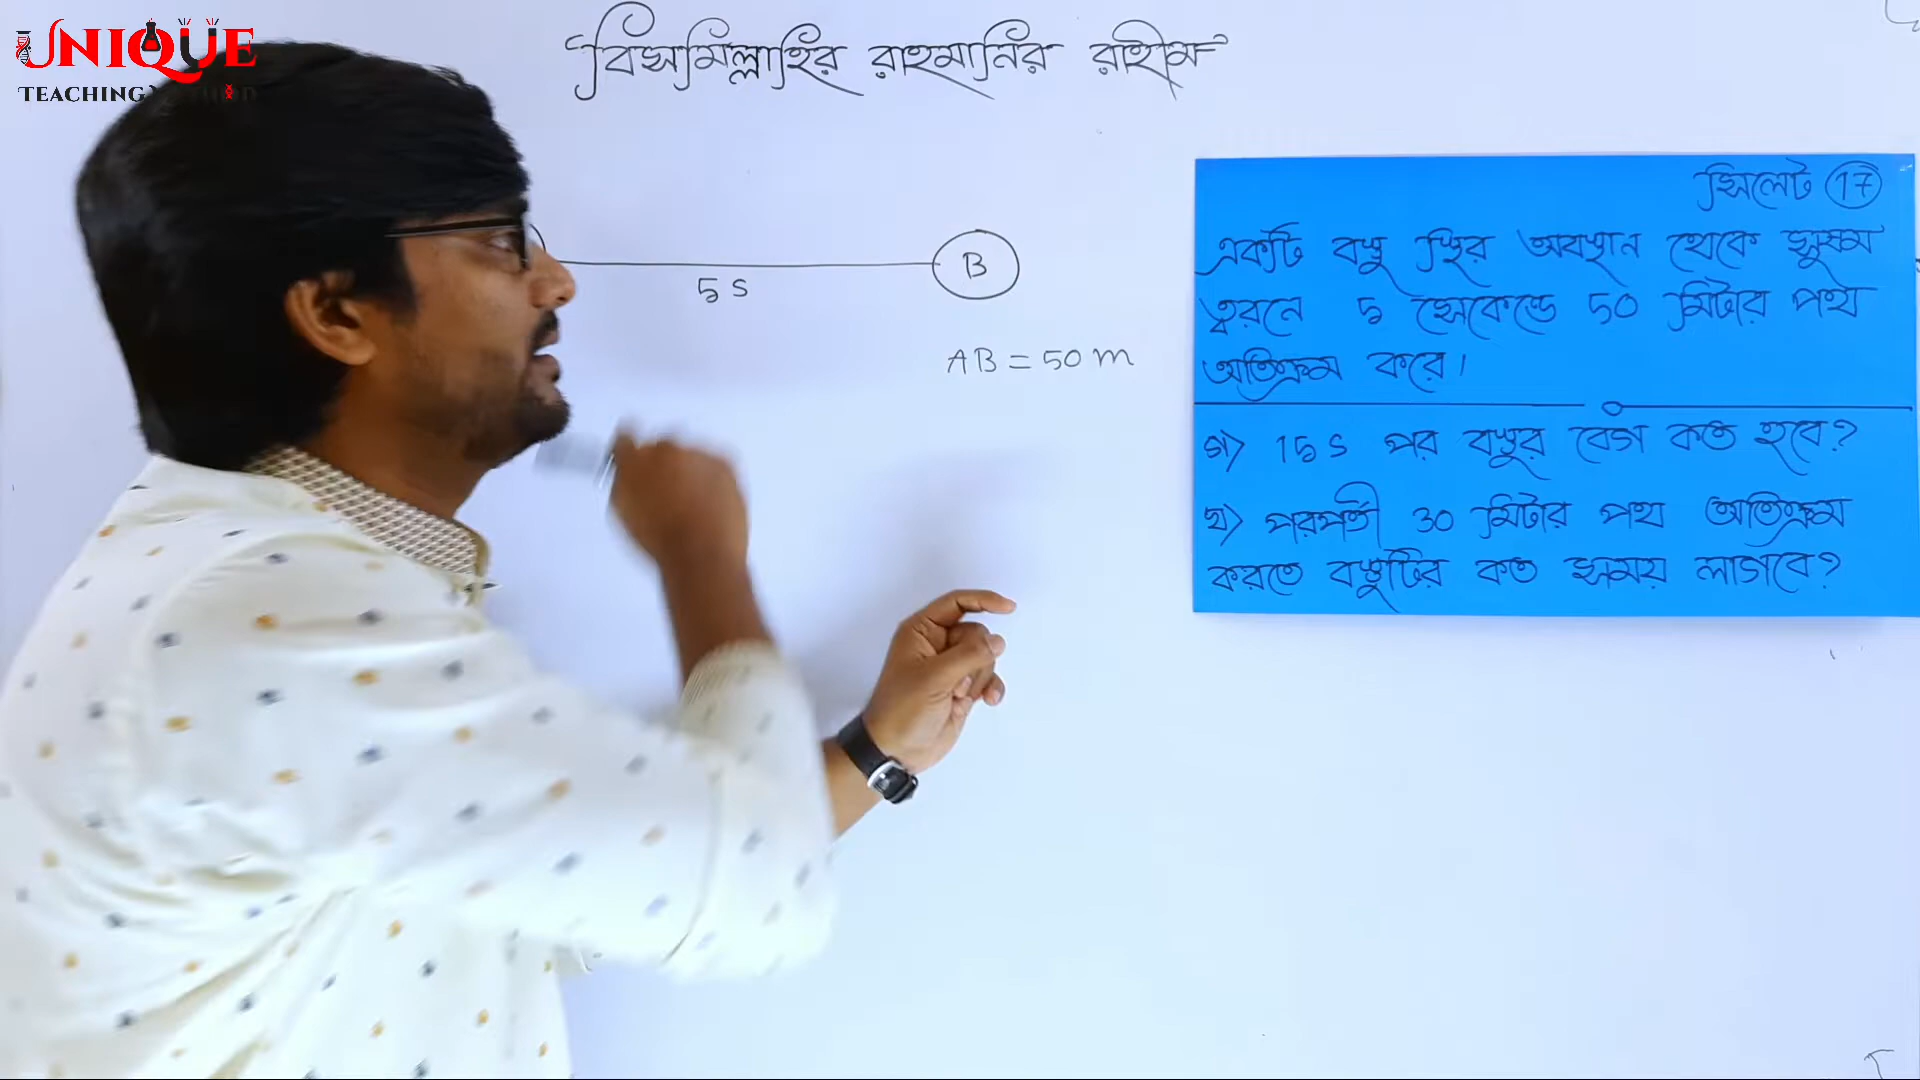 UNIQUE
TEACHING
বিসমিল্লাহির রাহমানির রাহীম
5 s
B
AB = 50 m
সিলেট 17
একটি বস্তু স্থির অবস্থান থেকে সুষম
ত্বরনে 5 সেকেন্ডে 50 মিটার পথ
অতিক্রম করে।
গ) 15 s পর বস্তুর বেগ কত হবে?
ঘ) পরবর্তী 30 মিটার পথ অতিক্রম
করতে বস্তুটির কত সময় লাগবে?